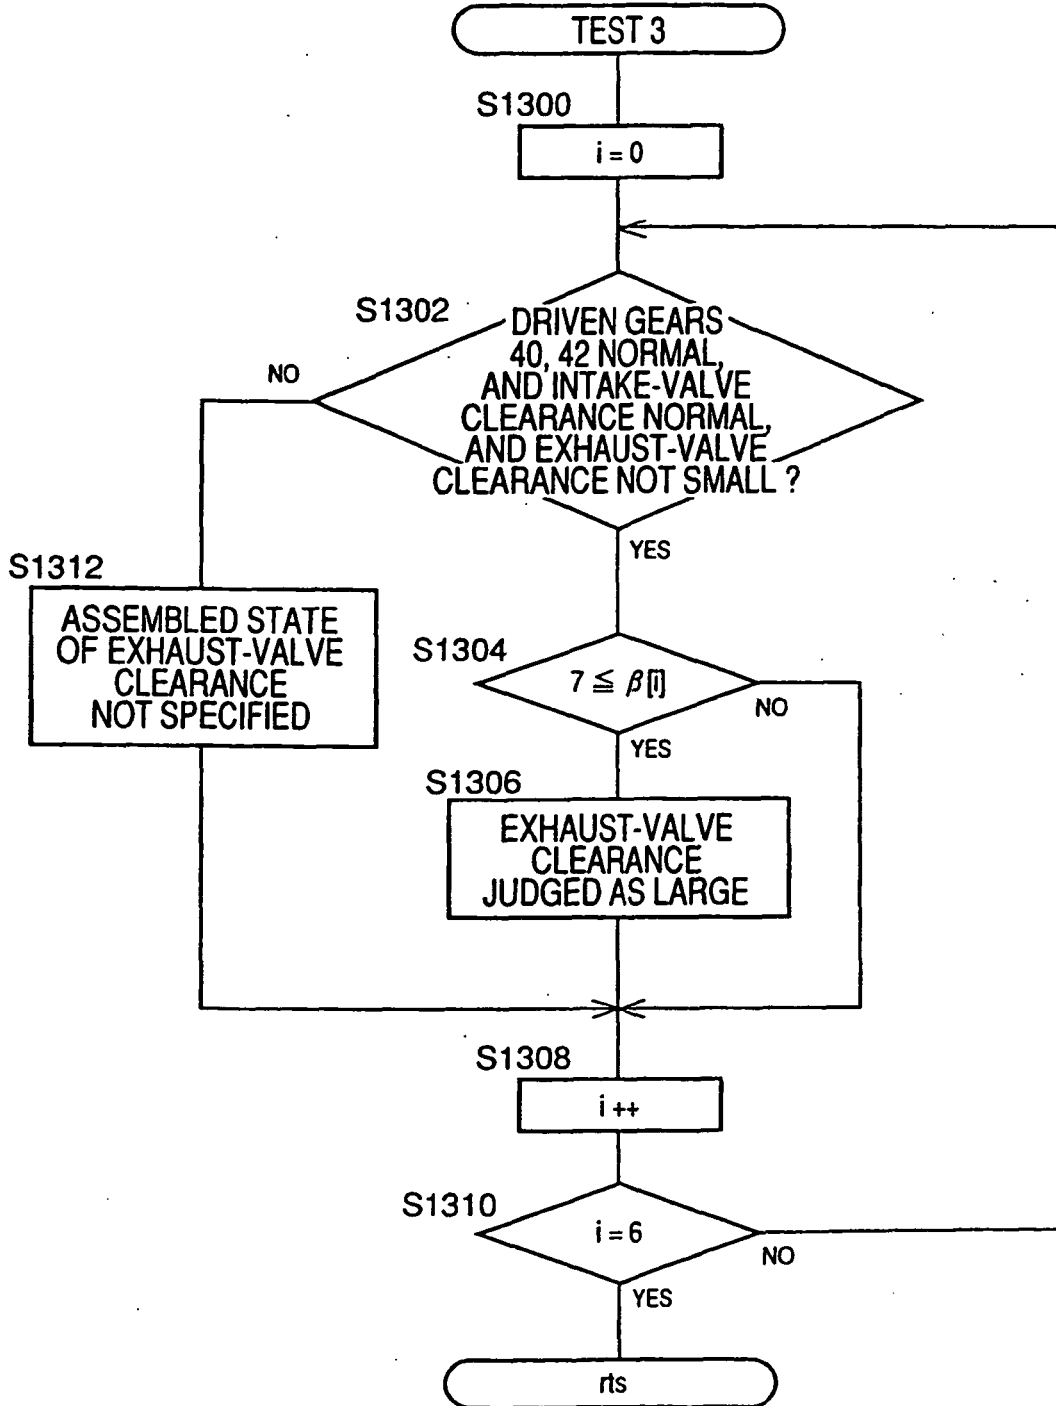 TEST 3
S1300
i = 0
S1302
DRIVEN GEARS
40, 42 NORMAL,
AND INTAKE-VALVE
CLEARANCE NORMAL,
AND EXHAUST-VALVE
CLEARANCE NOT SMALL ?
NO
YES
S1312
ASSEMBLED STATE
OF EXHAUST-VALVE
CLEARANCE
NOT SPECIFIED
S1304
7 ≦ β[i]
NO
YES
S1306
EXHAUST-VALVE
CLEARANCE
JUDGED AS LARGE
S1308
i ++
S1310
i = 6
NO
YES
rts